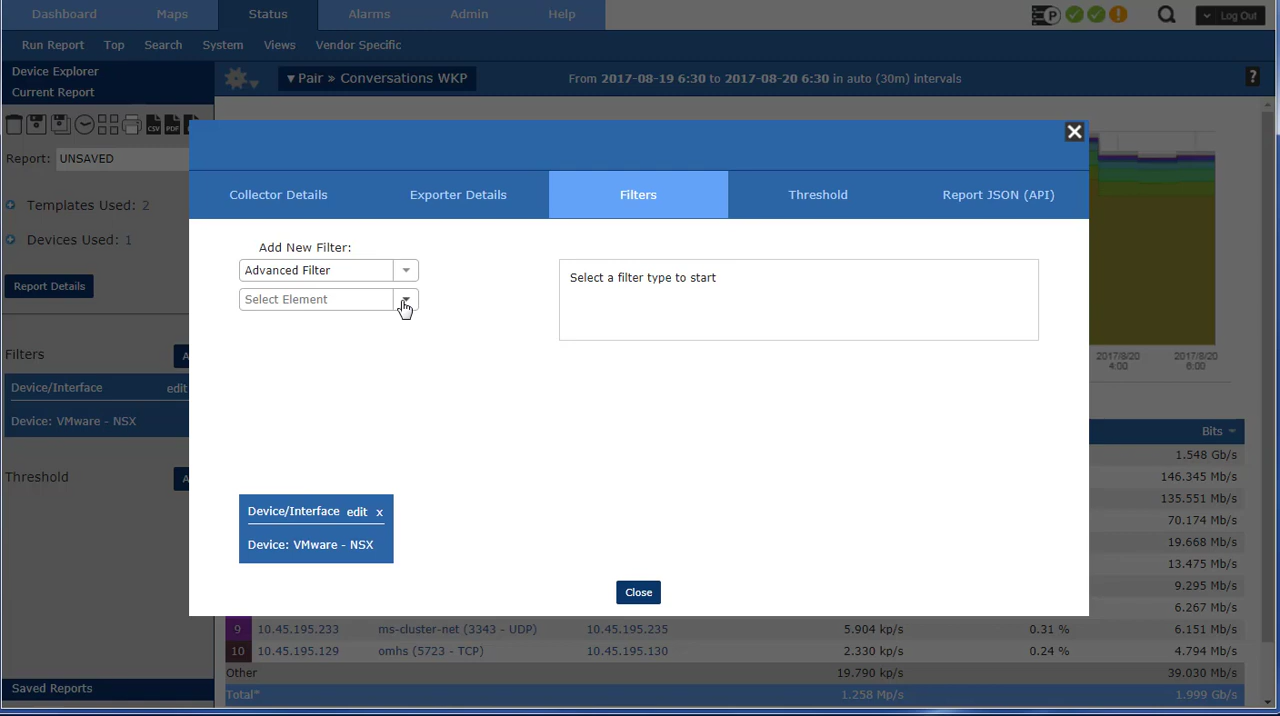 Dashboard Maps Status Alarms Admin Help P Log Out
Run Report Top Search System Views Vendor Specific
Device Explorer
Current Report
▾ Pair » Conversations WKP
From 2017-08-19 6:30 to 2017-08-20 6:30 in auto (30m) intervals
?
CSV PDF
Report: UNSAVED
Templates Used: 2
Devices Used: 1
Report Details
Filters
Device/Interface edit
Device: VMware - NSX
Threshold
Saved Reports
Collector Details Exporter Details Filters Threshold Report JSON (API)
Add New Filter:
Advanced Filter
Select Element
Select a filter type to start
Device/Interface edit x
Device: VMware - NSX
Close
2017/8/20 2017/8/20
4:00 6:00
Bits
1.548 Gb/s
146.345 Mb/s
135.551 Mb/s
70.174 Mb/s
19.668 Mb/s
13.475 Mb/s
9.295 Mb/s
6.267 Mb/s
9 10.45.195.233 ms-cluster-net (3343 - UDP) 10.45.195.235 5.904 kp/s 0.31 % 6.151 Mb/s
10 10.45.195.129 omhs (5723 - TCP) 10.45.195.130 2.330 kp/s 0.24 % 4.794 Mb/s
Other 19.790 kp/s 39.030 Mb/s
Total* 1.258 Mp/s 1.999 Gb/s